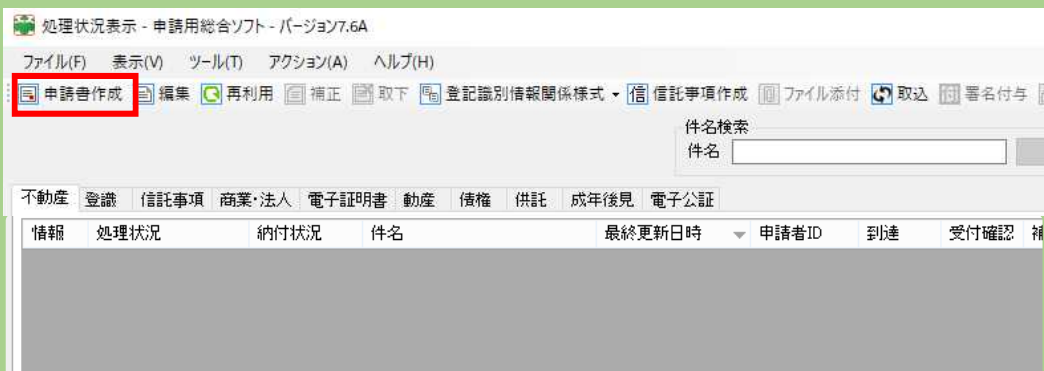 処理状況表示 - 申請用総合ソフト - バージョン7.6A
ファイル(F) 表示(V) ツール(T) アクション(A) ヘルプ(H)
申請書作成 編集 再利用 補正 取下 登記識別情報関係様式 信託事項作成 ファイル添付 取込 署名付与
件名検索
件名
不動産 登識 信託事項 商業・法人 電子証明書 動産 債権 供託 成年後見 電子公証
情報 処理状況 納付状況 件名 最終更新日時 申請者ID 到達 受付確認 補